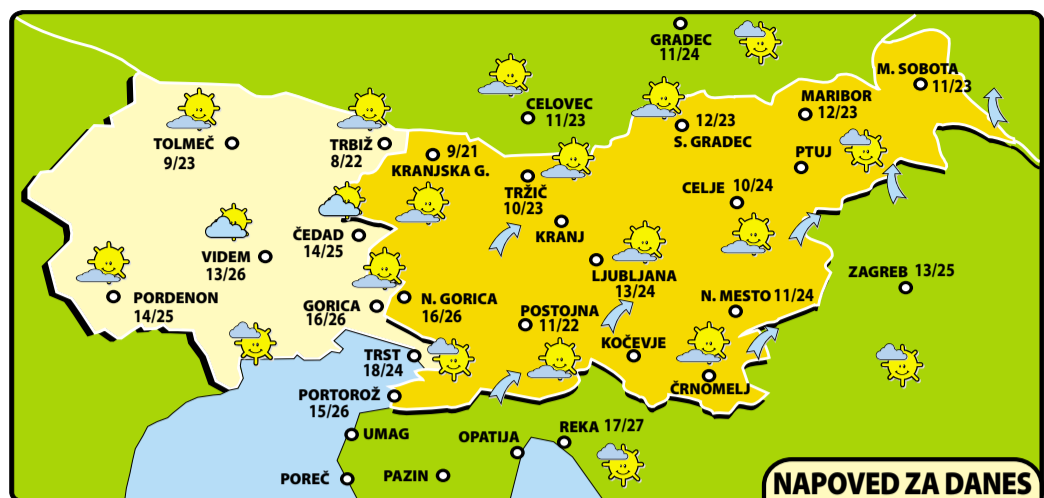 GRADEC
11/24
M. SOBOTA
11/23
CELOVEC
11/23
MARIBOR
12/23
12/23
S. GRADEC
TOLMEČ
9/23
TRBIŽ
8/22
9/21
KRANJSKA G.
PTUJ
TRŽIČ
10/23
CELJE 10/24
KRANJ
ČEDAD
14/25
VIDEM
13/26
LJUBLJANA
13/24
ZAGREB 13/25
PORDENON
14/25
GORICA
16/26
N. GORICA
16/26
N. MESTO 11/24
POSTOJNA
11/22
KOČEVJE
TRST
18/24
ČRNOMELJ
PORTOROŽ
15/26
UMAG
OPATIJA
REKA 17/27
POREČ
PAZIN
NAPOVED ZA DANES